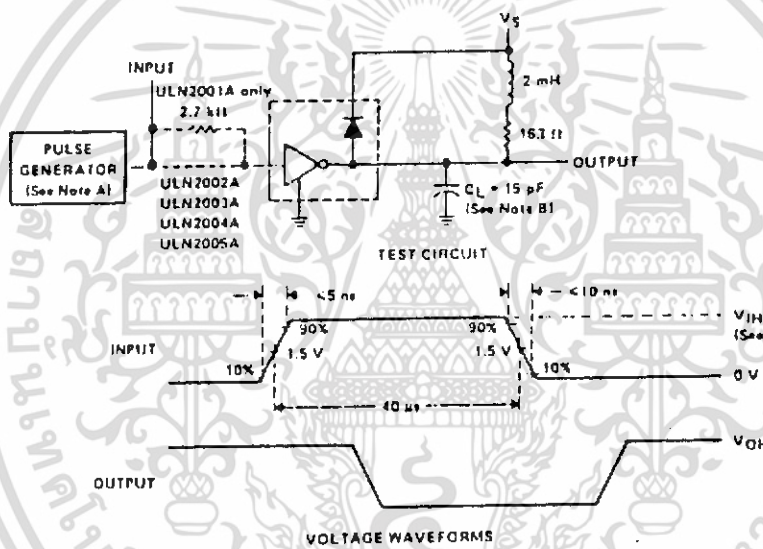 VS
INPUT
ULN2001A only
2.7 kΩ
2 mH
163 Ω
PULSE
GENERATOR
(See Note A)
OUTPUT
ULN2002A
ULN2003A
ULN2004A
ULN2005A
CL = 15 pF
(See Note B)
TEST CIRCUIT
<5 ns
<10 ns
VIH
(See
90%
90%
INPUT
1.5 V
1.5 V
10%
10%
0 V
40 µs
VOH
OUTPUT
VOLTAGE WAVEFORMS